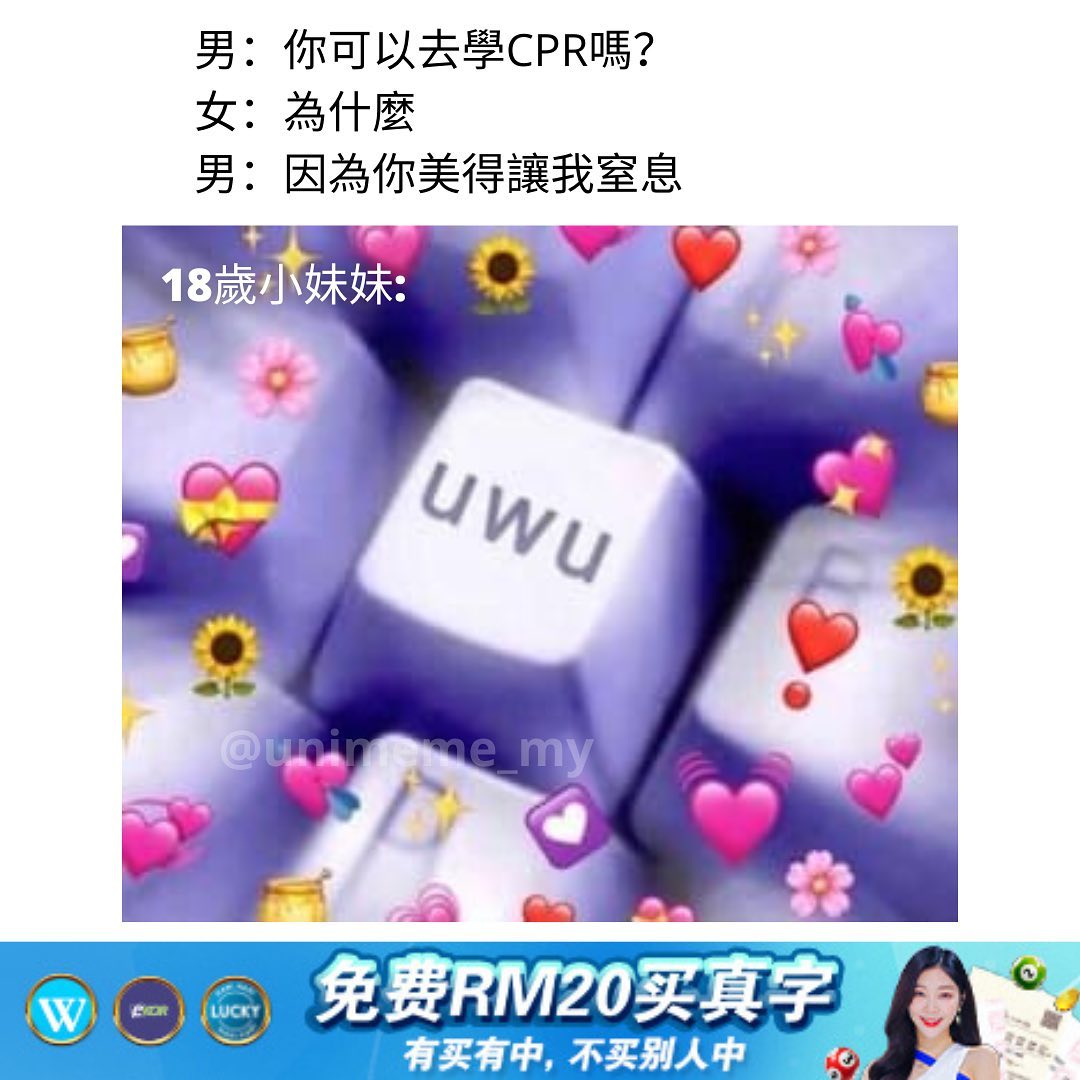 男：你可以去學CPR嗎？
女：為什麼
男：因為你美得讓我窒息
18歲小妹妹:
uwu
@unimeme_my
W
LUCKY
免费RM20买真字
有买有中, 不买别人中